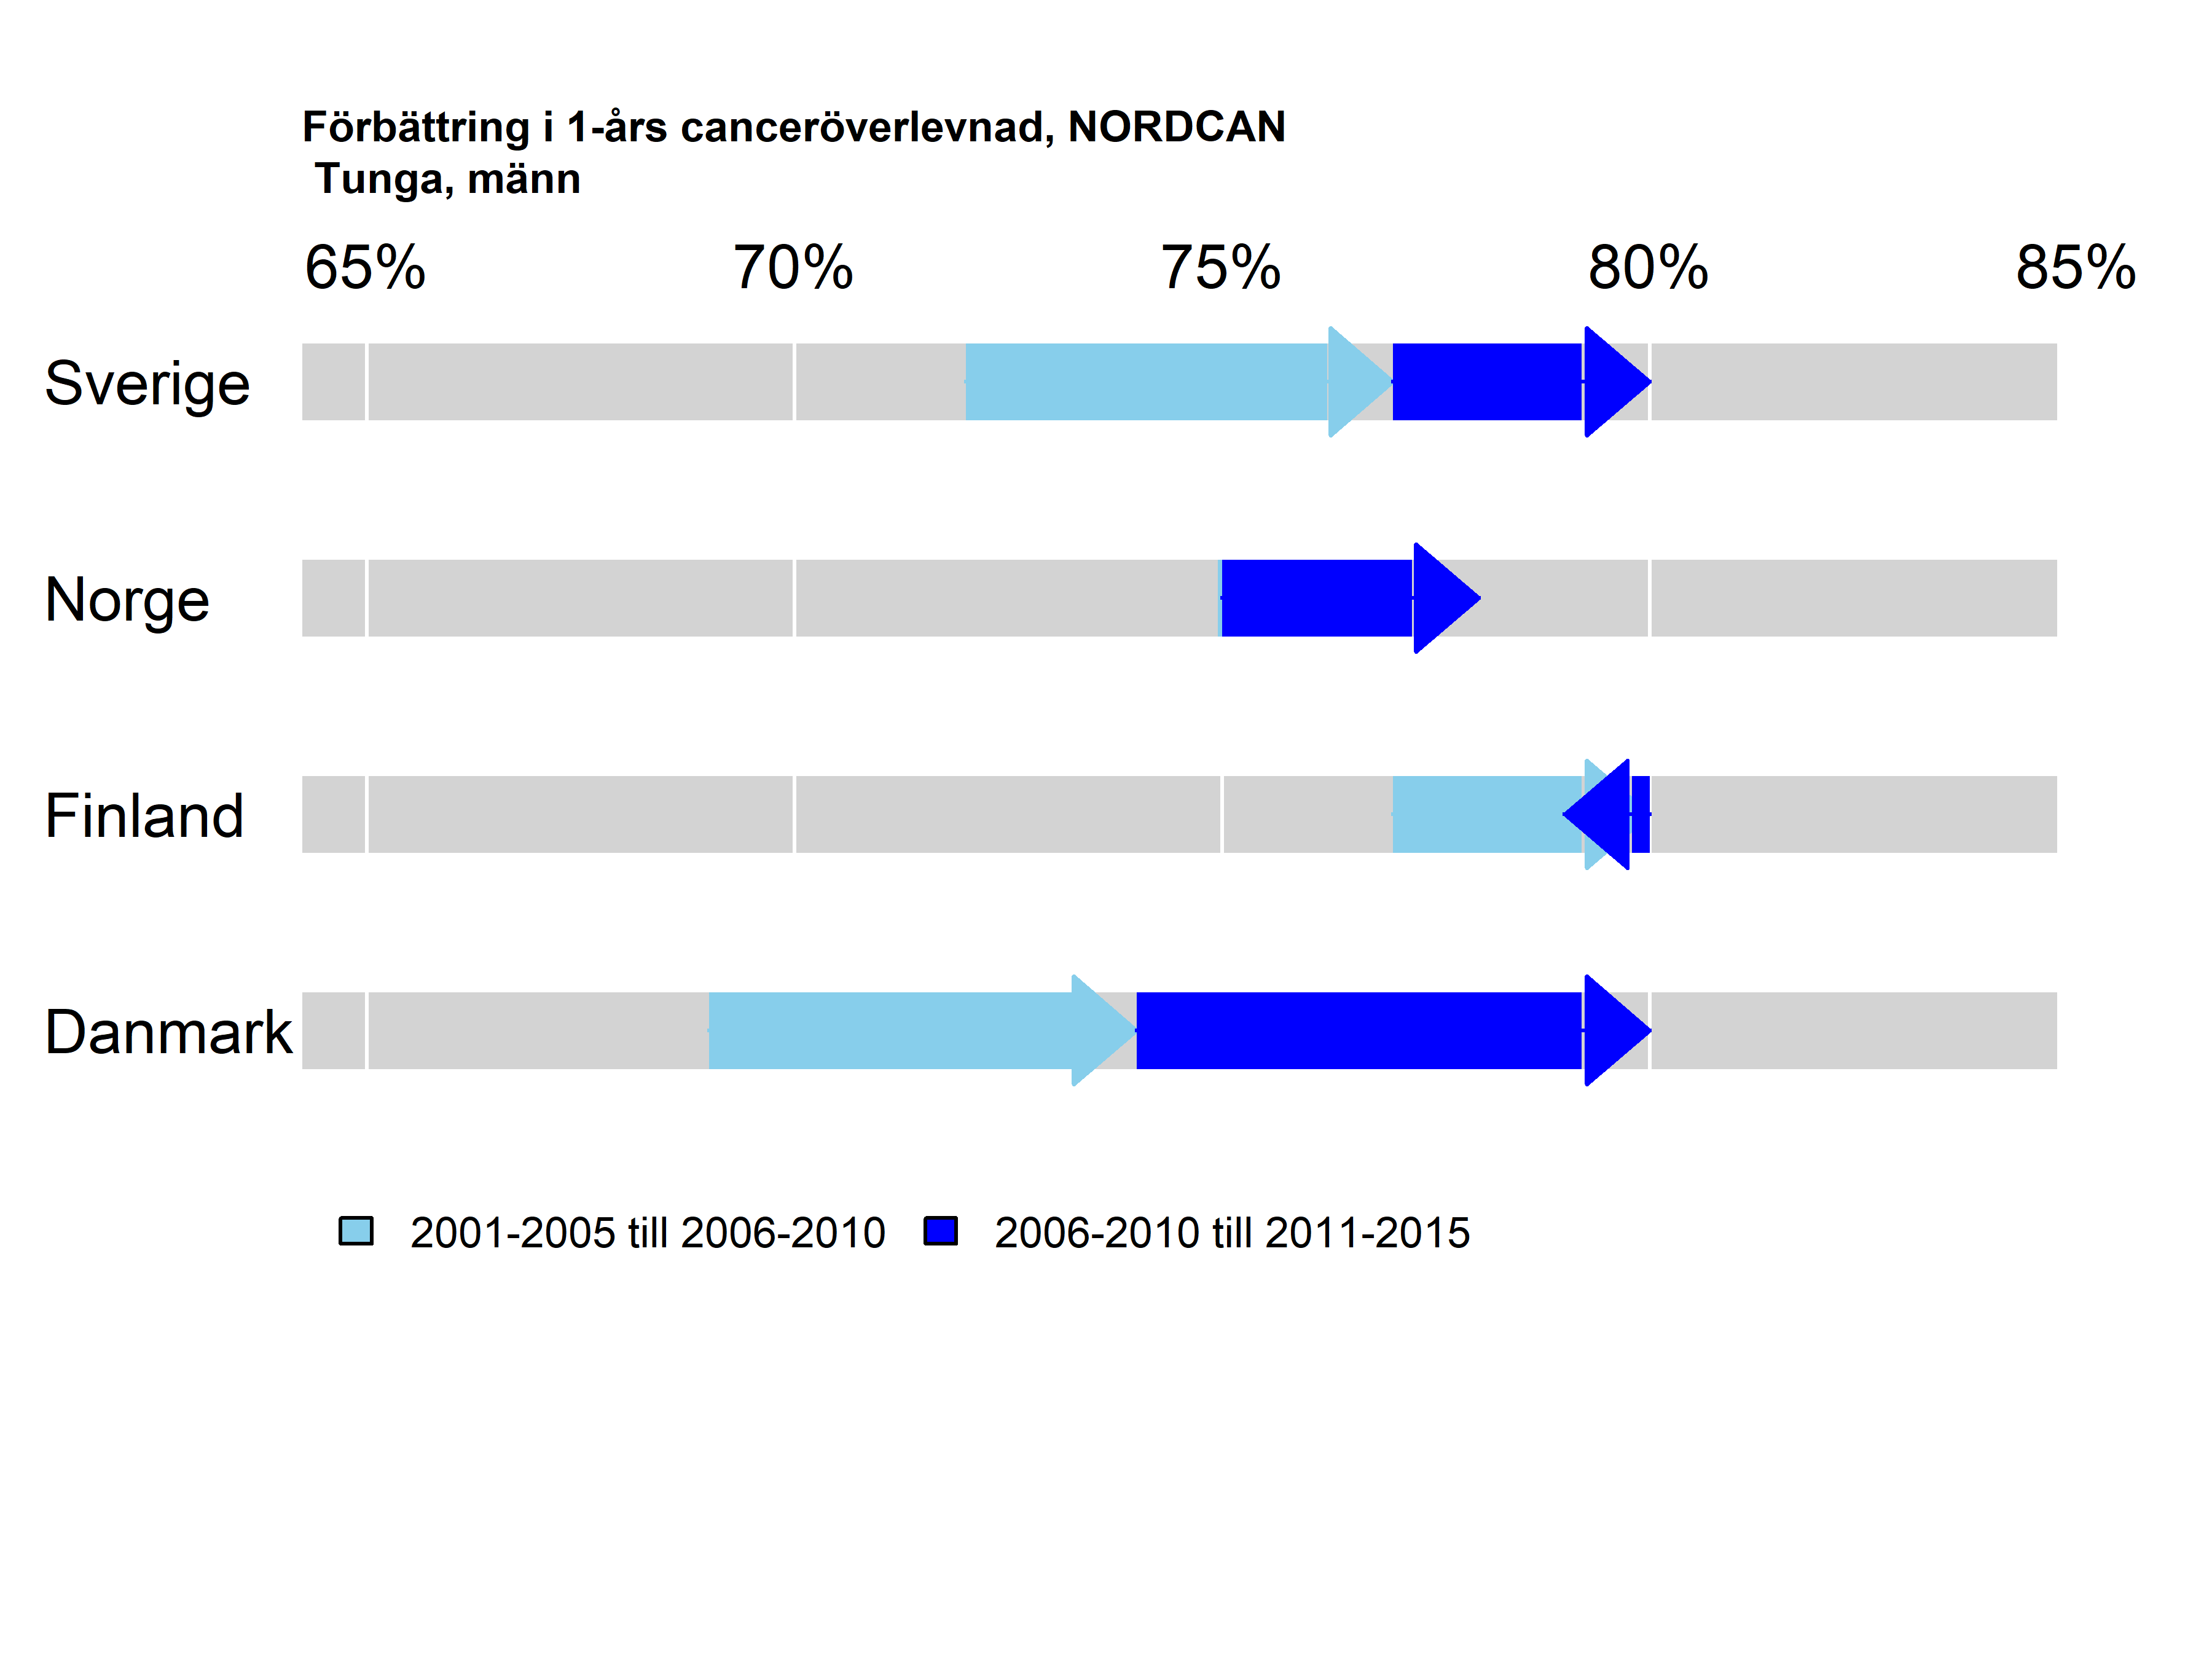 Förbättring i 1-års canceröverlevnad, NORDCAN
Tunga, männ
65% 70% 75% 80% 85%
Sverige
Norge
Finland
Danmark
2001-2005 till 2006-2010 2006-2010 till 2011-2015